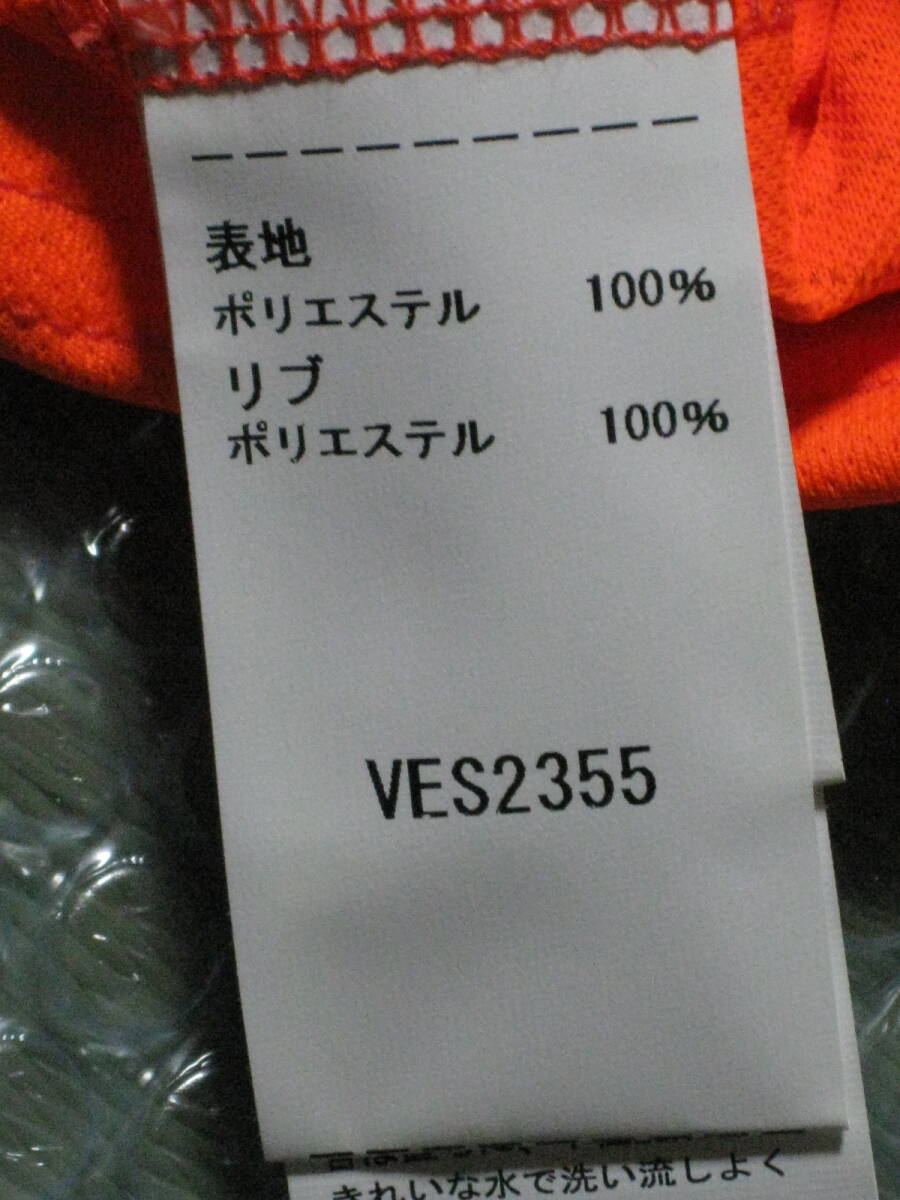 表地
ポリエステル 100%
リブ
ポリエステル 100%
VES2355
きれいな水で洗い流しよく